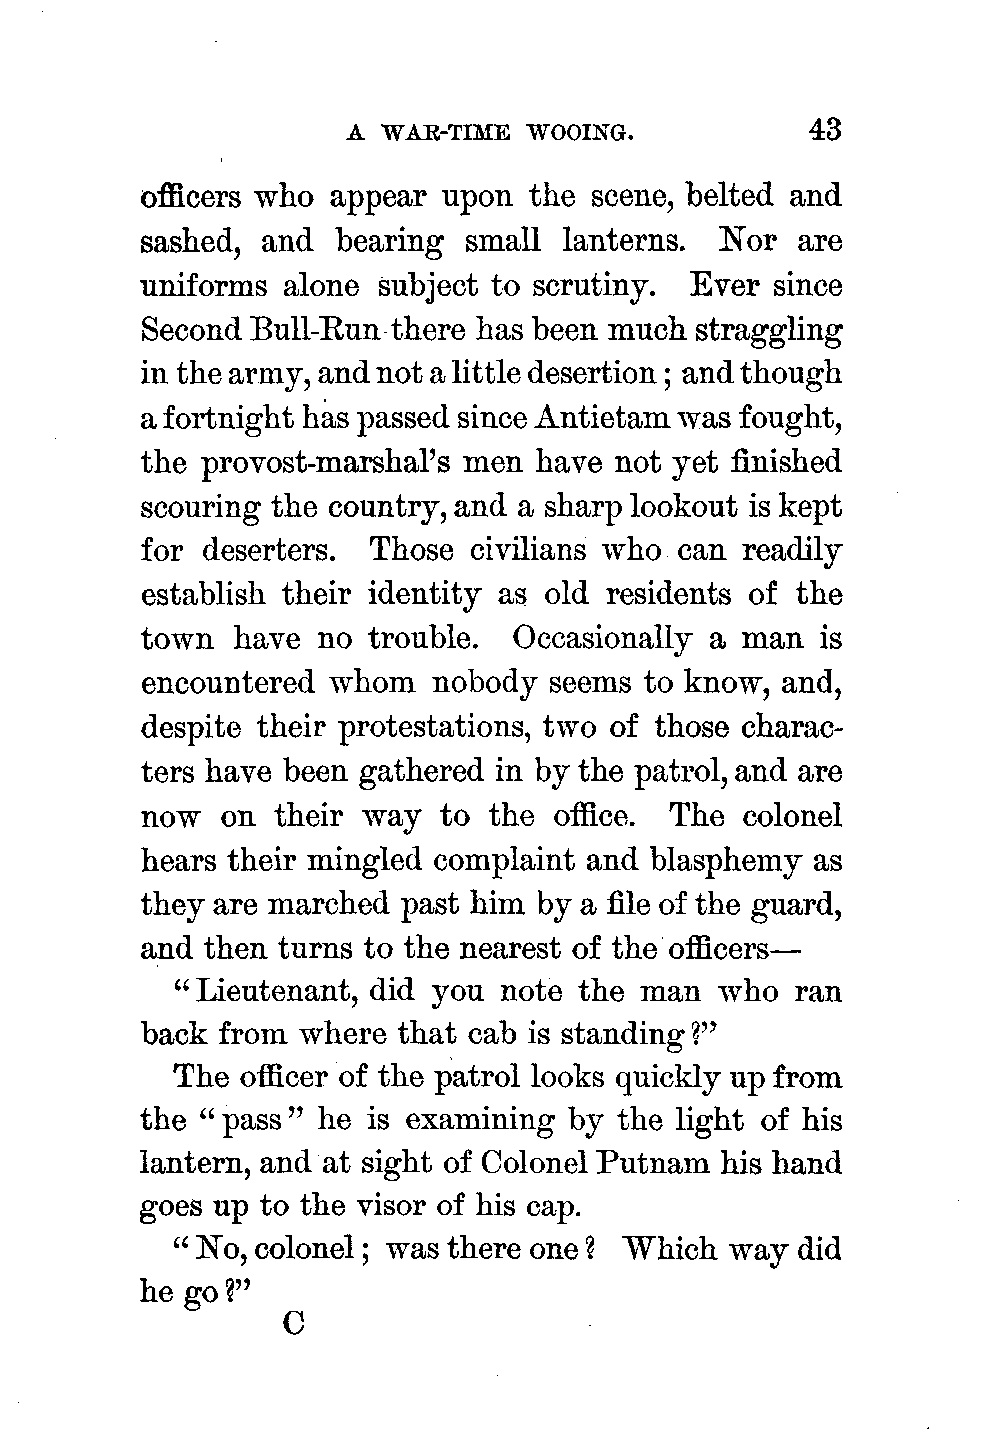 A WAR-TIME WOOING. 43
officers who appear upon the scene, belted and
sashed, and bearing small lanterns. Nor are
uniforms alone subject to scrutiny. Ever since
Second Bull-Run there has been much straggling
in the army, and not a little desertion; and though
a fortnight has passed since Antietam was fought,
the provost-marshal's men have not yet finished
scouring the country, and a sharp lookout is kept
for deserters. Those civilians who can readily
establish their identity as old residents of the
town have no trouble. Occasionally a man is
encountered whom nobody seems to know, and,
despite their protestations, two of those charac-
ters have been gathered in by the patrol, and are
now on their way to the office. The colonel
hears their mingled complaint and blasphemy as
they are marched past him by a file of the guard,
and then turns to the nearest of the officers—
"Lieutenant, did you note the man who ran
back from where that cab is standing?"
The officer of the patrol looks quickly up from
the "pass" he is examining by the light of his
lantern, and at sight of Colonel Putnam his hand
goes up to the visor of his cap.
"No, colonel; was there one? Which way did
he go?"
C